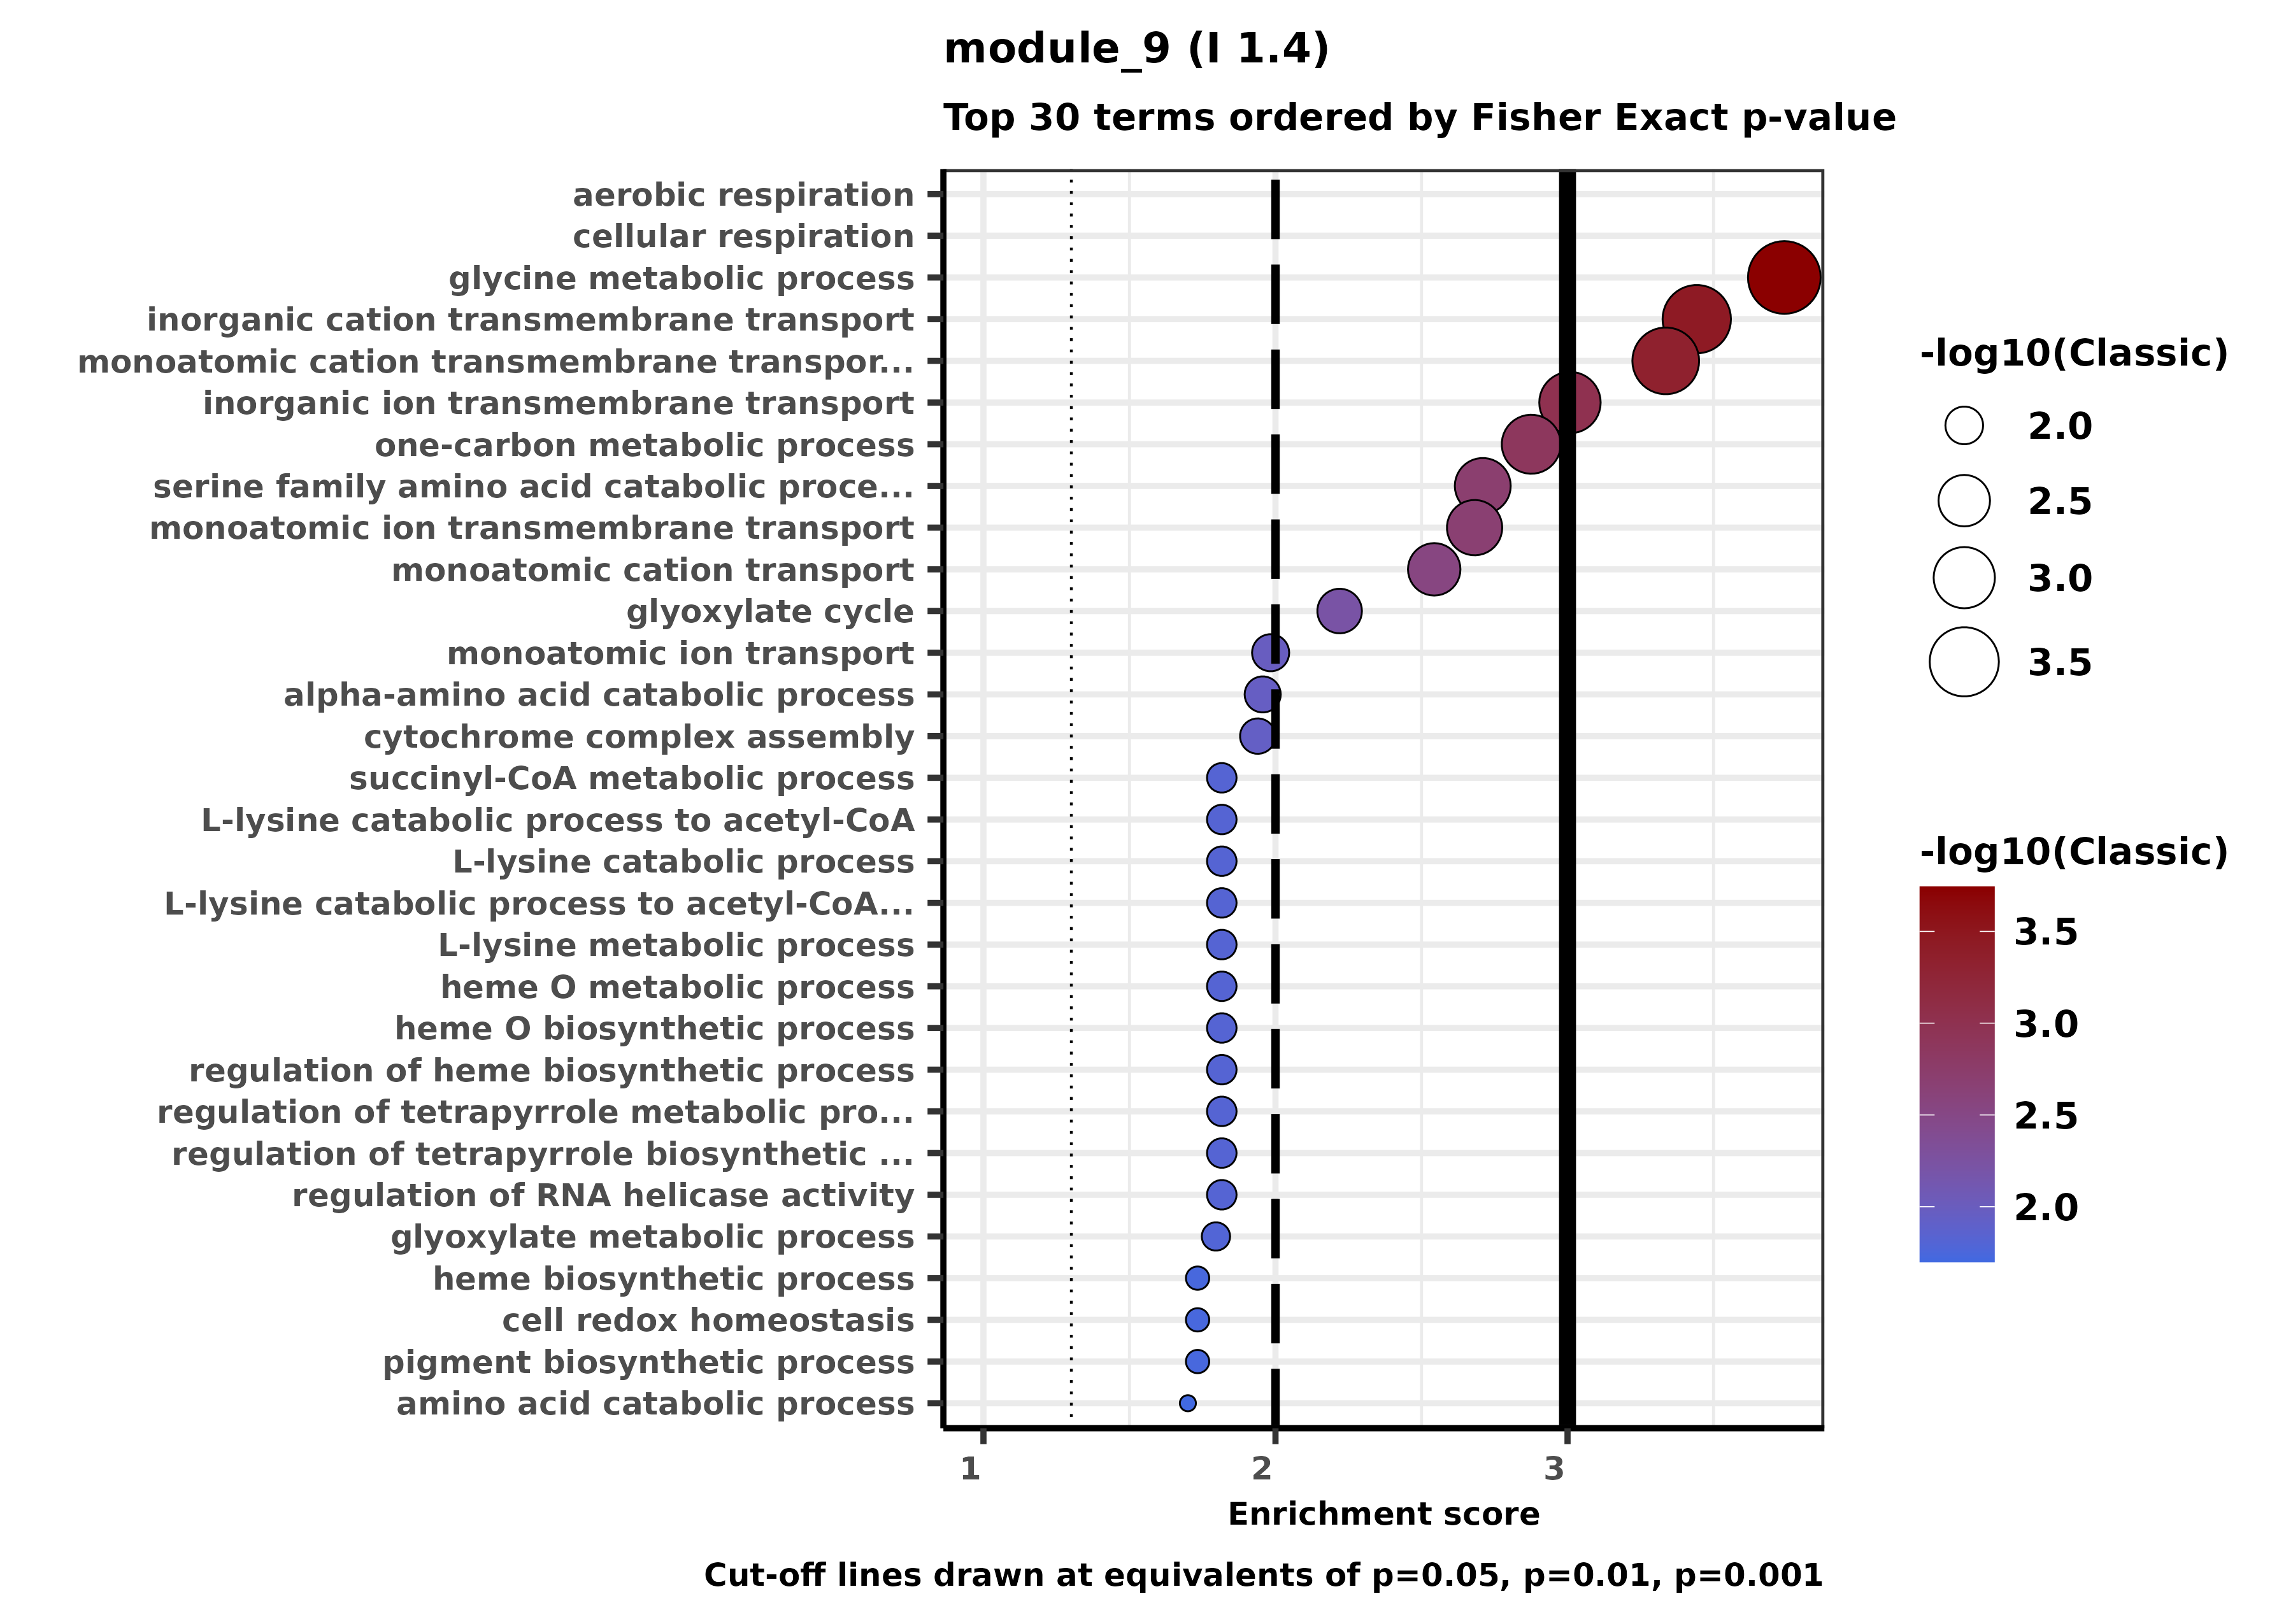 module_9 (I 1.4)
Top 30 terms ordered by Fisher Exact p-value
aerobic respiration
cellular respiration
glycine metabolic process
inorganic cation transmembrane transport
monoatomic cation transmembrane transpor...
inorganic ion transmembrane transport
one-carbon metabolic process
serine family amino acid catabolic proce...
monoatomic ion transmembrane transport
monoatomic cation transport
glyoxylate cycle
monoatomic ion transport
alpha-amino acid catabolic process
cytochrome complex assembly
succinyl-CoA metabolic process
L-lysine catabolic process to acetyl-CoA
L-lysine catabolic process
L-lysine catabolic process to acetyl-CoA...
L-lysine metabolic process
heme O metabolic process
heme O biosynthetic process
regulation of heme biosynthetic process
regulation of tetrapyrrole metabolic pro...
regulation of tetrapyrrole biosynthetic ...
regulation of RNA helicase activity
glyoxylate metabolic process
heme biosynthetic process
cell redox homeostasis
pigment biosynthetic process
amino acid catabolic process
1 2 3
Enrichment score
Cut-off lines drawn at equivalents of p=0.05, p=0.01, p=0.001
-log10(Classic)
2.0
2.5
3.0
3.5
-log10(Classic)
3.5
3.0
2.5
2.0